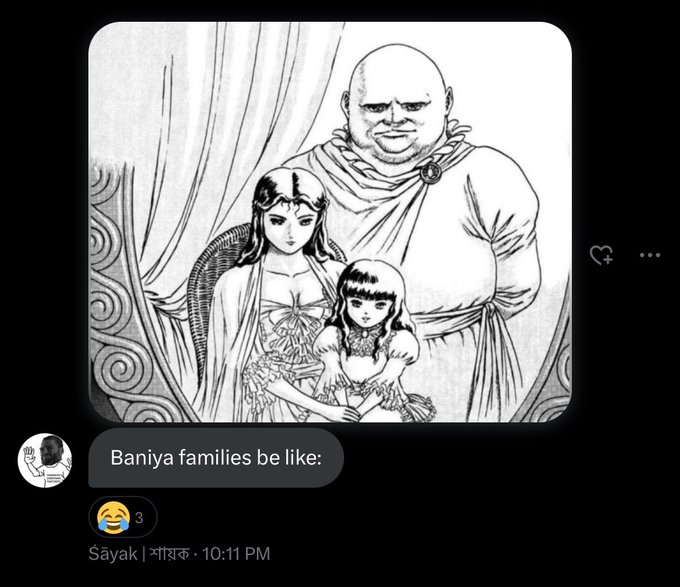 Baniya families be like:
😂 3
Śāyak | শায়ক · 10:11 PM